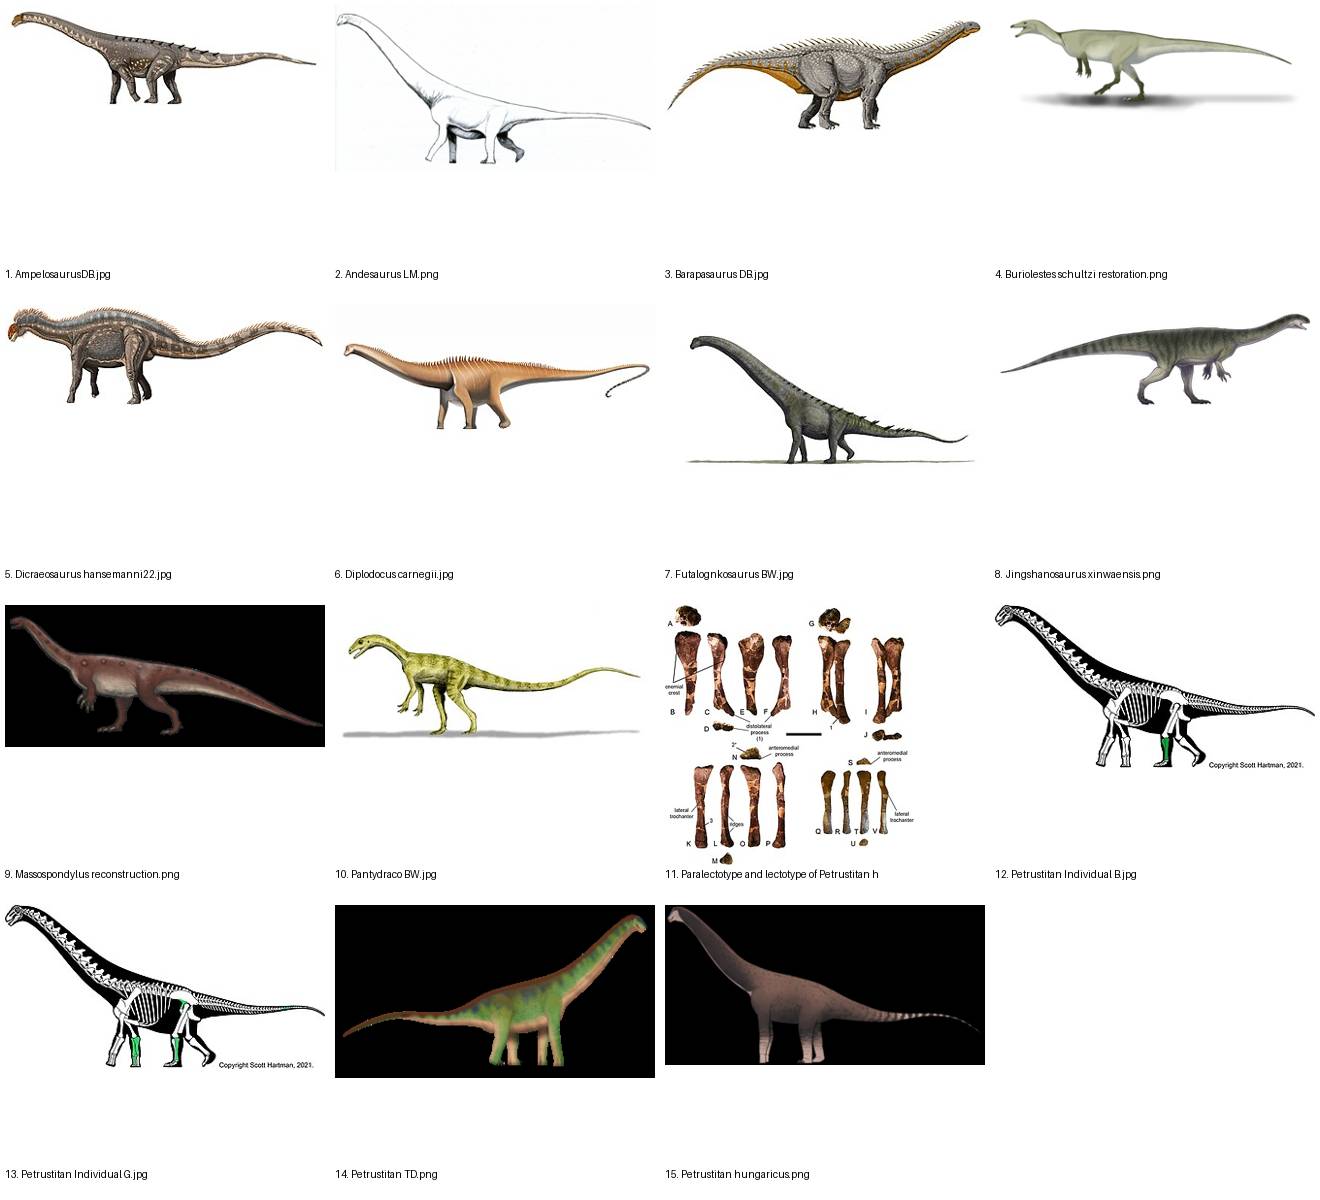 1. AmpelosaurusDB.jpg
2. Andesaurus LM.png
3. Barapasaurus DB.jpg
4. Buriolestes schultzi restoration.png
5. Dicraeosaurus hansemanni22.jpg
6. Diplodocus carnegii.jpg
7. Futalognkosaurus BW.jpg
8. Jingshanosaurus xinwaensis.png
A
G
cnemial
crest
B
C
E
F
H
I
distolateral
process
(1)
D
1
J
2'
N
anteromedial
process
S
anteromedial
process
Copyright Scott Hartman, 2021.
lateral
trochanter
3
ridges
lateral
trochanter
K
L
O
P
Q
R
T
V
U
M
9. Massospondylus reconstruction.png
10. Pantydraco BW.jpg
11. Paralectotype and lectotype of Petrustitan h
12. Petrustitan Individual B.jpg
Copyright Scott Hartman, 2021.
13. Petrustitan Individual G.jpg
14. Petrustitan TD.png
15. Petrustitan hungaricus.png